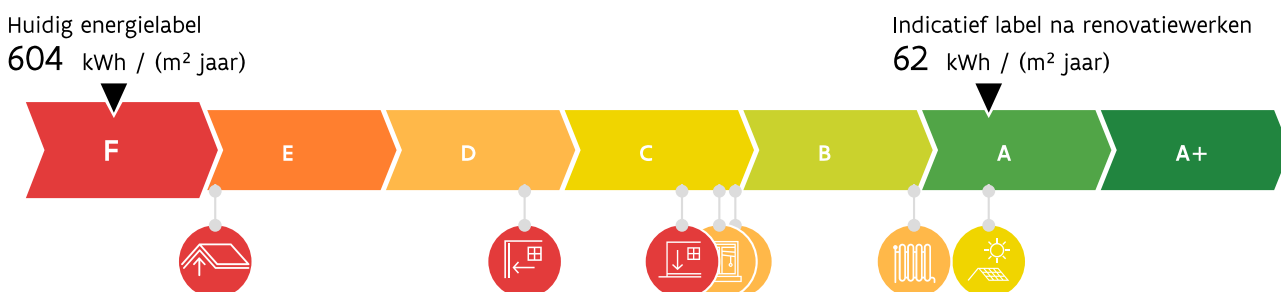 Huidig energielabel
604 kWh / (m² jaar)
Indicatief label na renovatiewerken
62 kWh / (m² jaar)
F E D C B A A+